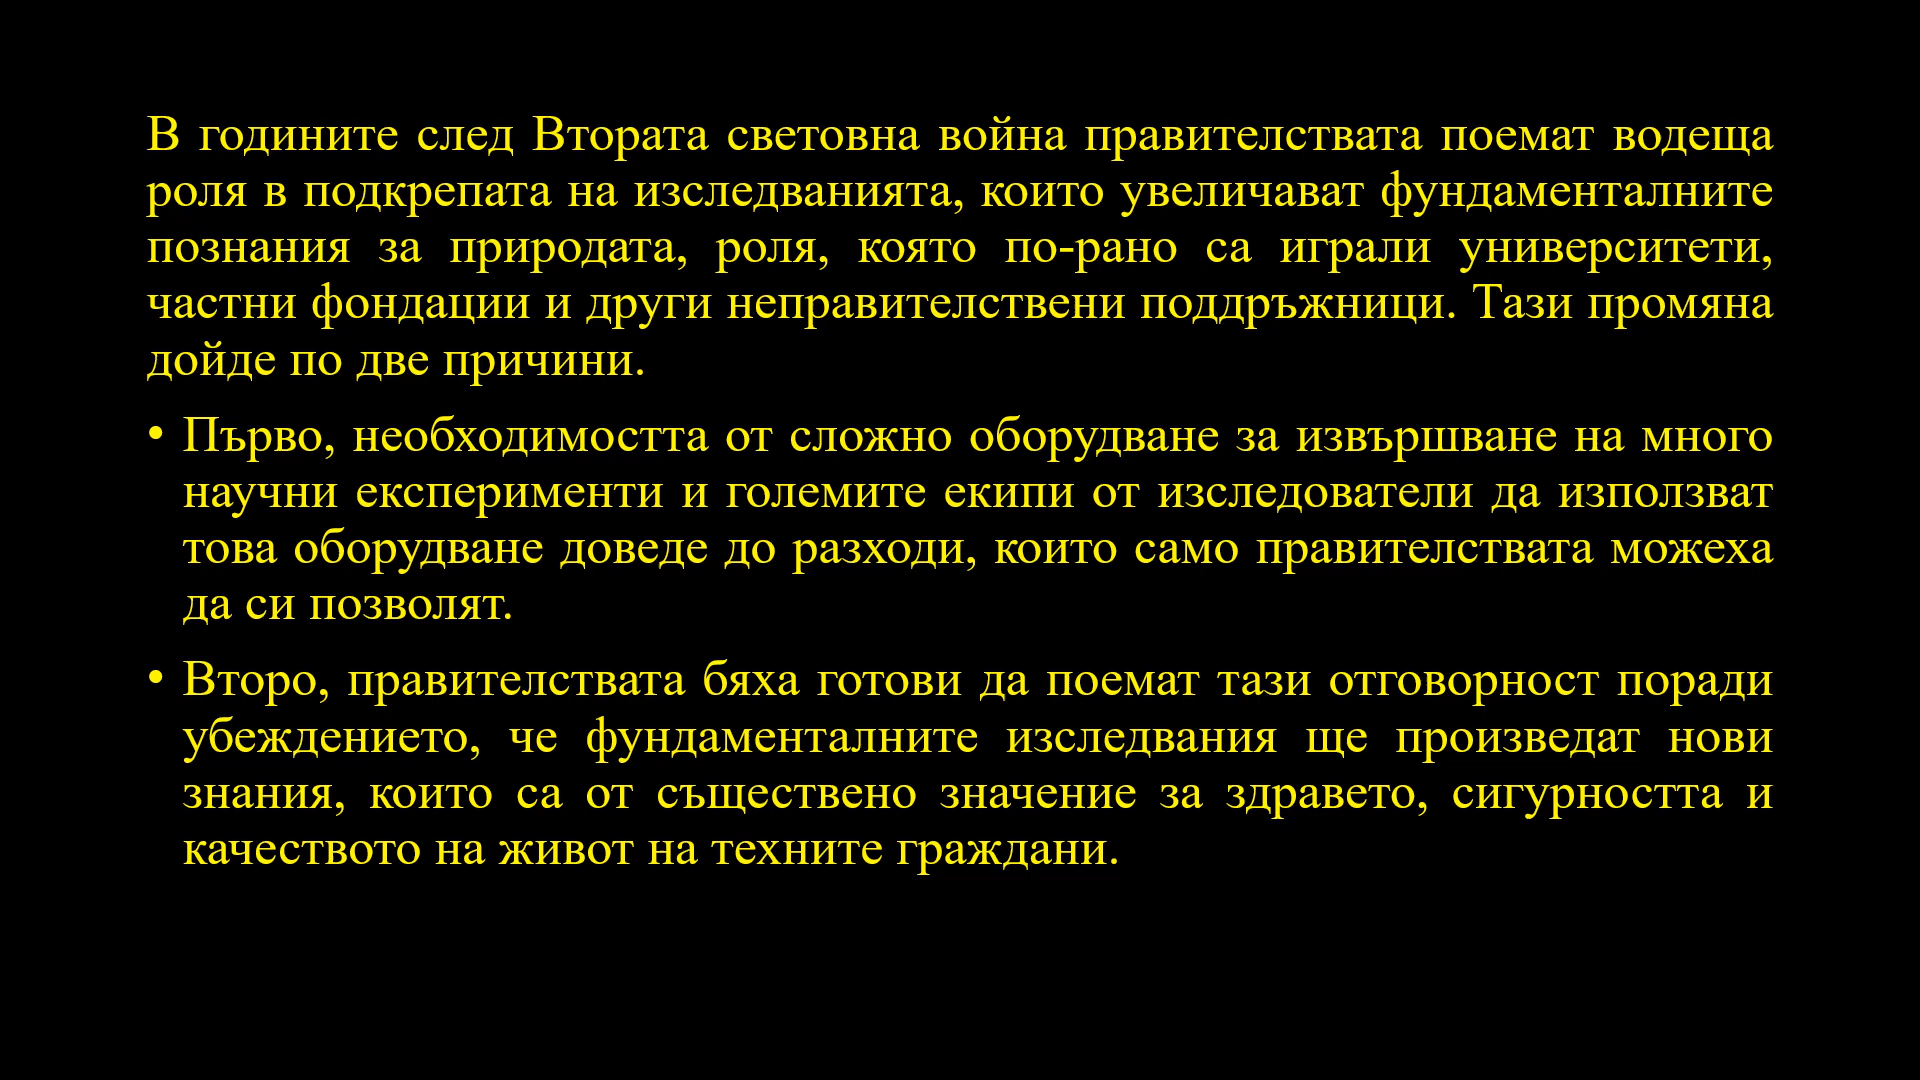 В годините след Втората световна война правителствата поемат водеща
роля в подкрепата на изследванията, които увеличават фундаменталните
познания за природата, роля, която по-рано са играли университети,
частни фондации и други неправителствени поддръжници. Тази промяна
дойде по две причини.
• Първо, необходимостта от сложно оборудване за извършване на много
научни експерименти и големите екипи от изследователи да използват
това оборудване доведе до разходи, които само правителствата можеха
да си позволят.
• Второ, правителствата бяха готови да поемат тази отговорност поради
убеждението, че фундаменталните изследвания ще произведат нови
знания, които са от съществено значение за здравето, сигурността и
качеството на живот на техните граждани.